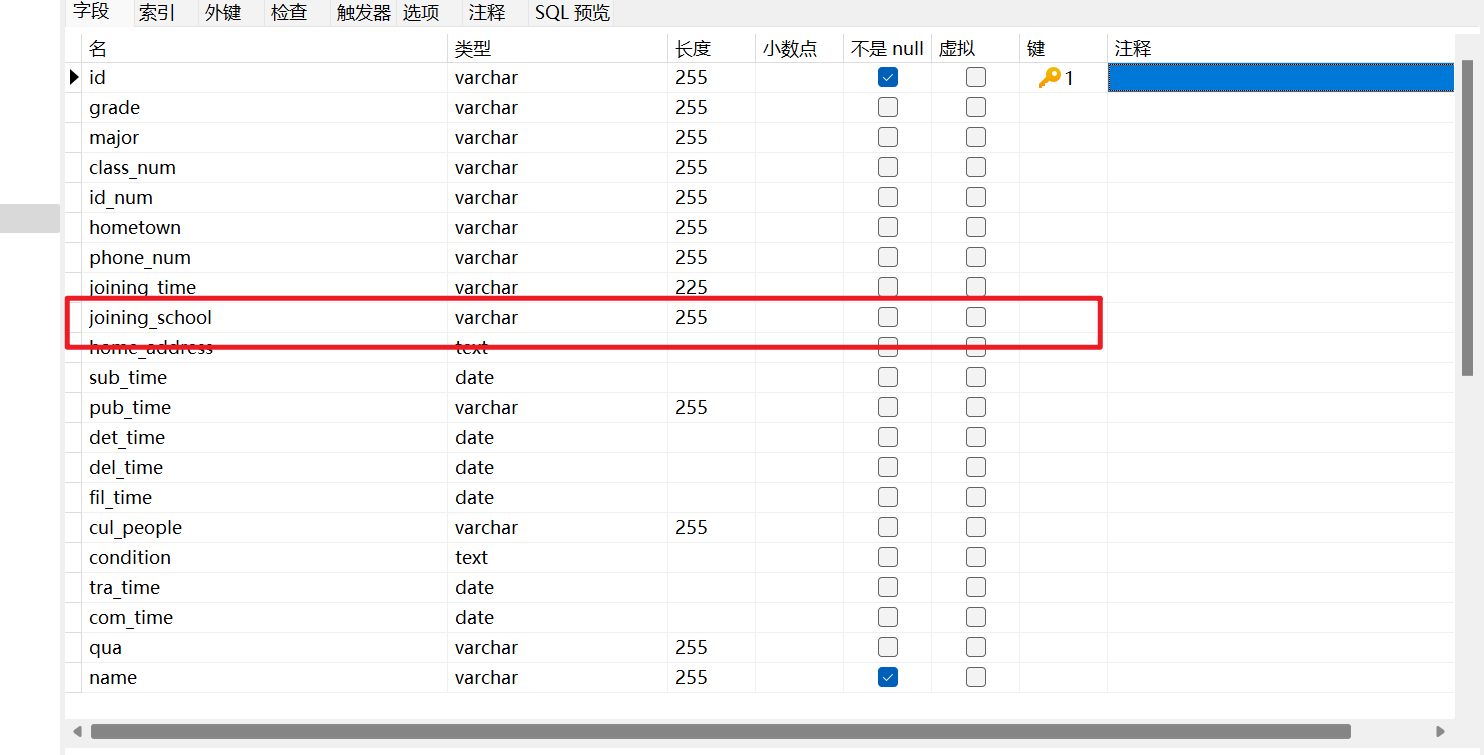 字段 索引 外键 检查 触发器 选项 注释 SQL 预览
名 类型 长度 小数点 不是 null 虚拟 键 注释
id varchar 255 1
grade varchar 255
major varchar 255
class_num varchar 255
id_num varchar 255
hometown varchar 255
phone_num varchar 255
joining_time varchar 225
joining_school varchar 255
home_address text
sub_time date
pub_time varchar 255
det_time date
del_time date
fil_time date
cul_people varchar 255
condition text
tra_time date
com_time date
qua varchar 255
name varchar 255